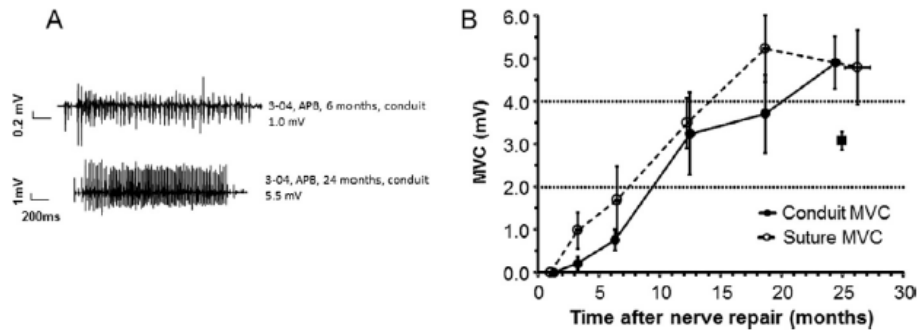 A
0.2 mV
3-04, APB, 6 months, conduit
1.0 mV
1mV
200ms
3-04, APB, 24 months, conduit
5.5 mV
B
MVC (mV)
6.0
5.0
4.0
3.0
2.0
1.0
0.0
Conduit MVC
Suture MVC
0 5 10 15 20 25 30
Time after nerve repair (months)